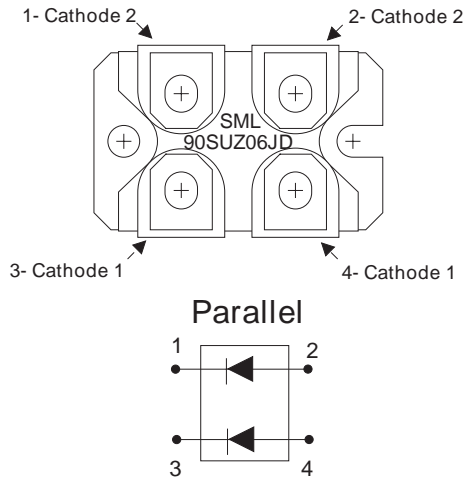 1- Cathode 2
2- Cathode 2
SML
90SUZ06JD
3- Cathode 1
4- Cathode 1
Parallel
1
2
3
4